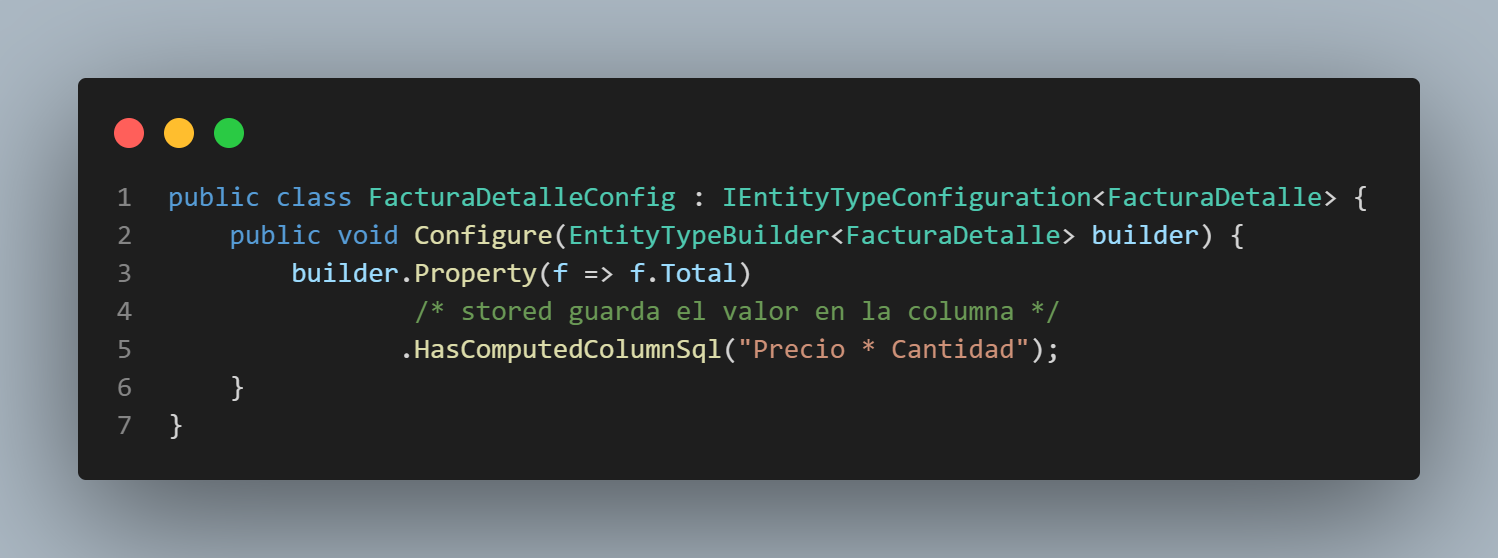 1 public class FacturaDetalleConfig : IEntityTypeConfiguration<FacturaDetalle> {
2     public void Configure(EntityTypeBuilder<FacturaDetalle> builder) {
3         builder.Property(f => f.Total)
4                 /* stored guarda el valor en la columna */
5                .HasComputedColumnSql("Precio * Cantidad");
6     }
7 }